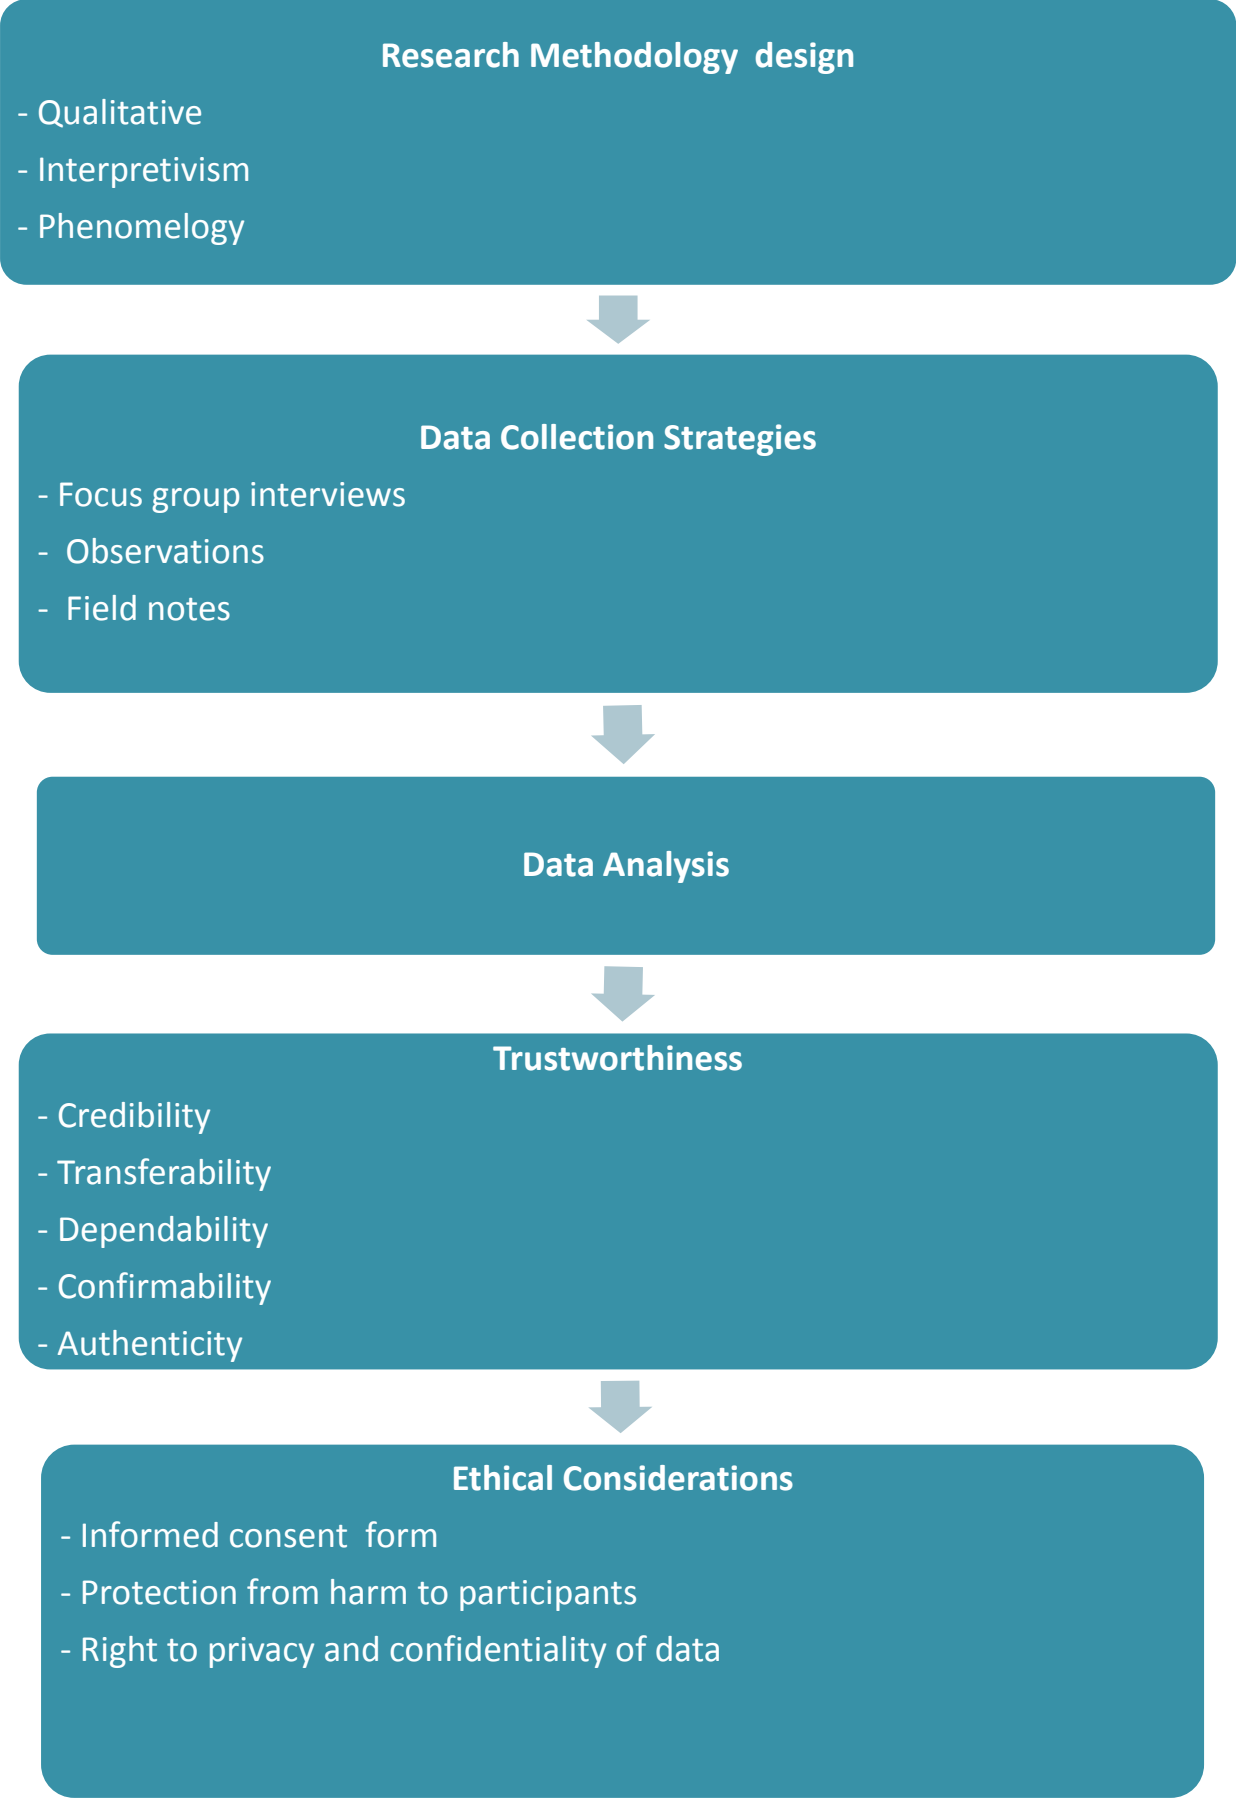 Research Methodology  design
- Qualitative
- Interpretivism
- Phenomelogy
Data Collection Strategies
- Focus group interviews
-  Observations
-  Field notes
Data Analysis
Trustworthiness
- Credibility
- Transferability
- Dependability
- Confirmability
- Authenticity
Ethical Considerations
- Informed consent  form
- Protection from harm to participants
- Right to privacy and confidentiality of data